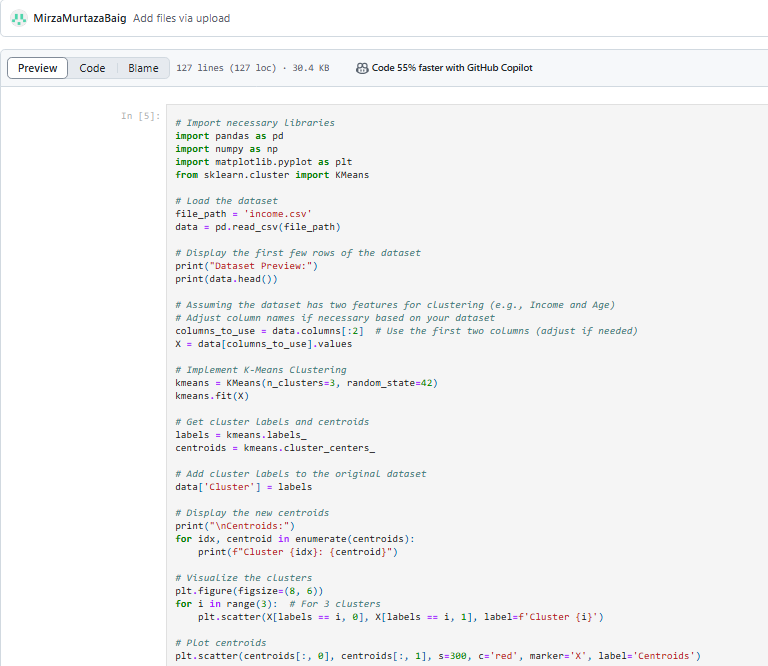 MirzaMurtazaBaig Add files via upload
Preview Code Blame 127 lines (127 loc) · 30.4 KB Code 55% faster with GitHub Copilot
In [5]:
# Import necessary libraries
import pandas as pd
import numpy as np
import matplotlib.pyplot as plt
from sklearn.cluster import KMeans

# Load the dataset
file_path = 'income.csv'
data = pd.read_csv(file_path)

# Display the first few rows of the dataset
print("Dataset Preview:")
print(data.head())

# Assuming the dataset has two features for clustering (e.g., Income and Age)
# Adjust column names if necessary based on your dataset
columns_to_use = data.columns[:2]  # Use the first two columns (adjust if needed)
X = data[columns_to_use].values

# Implement K-Means Clustering
kmeans = KMeans(n_clusters=3, random_state=42)
kmeans.fit(X)

# Get cluster labels and centroids
labels = kmeans.labels_
centroids = kmeans.cluster_centers_

# Add cluster labels to the original dataset
data['Cluster'] = labels

# Display the new centroids
print("\nCentroids:")
for idx, centroid in enumerate(centroids):
    print(f"Cluster {idx}: {centroid}")

# Visualize the clusters
plt.figure(figsize=(8, 6))
for i in range(3):  # For 3 clusters
    plt.scatter(X[labels == i, 0], X[labels == i, 1], label=f'Cluster {i}')

# Plot centroids
plt.scatter(centroids[:, 0], centroids[:, 1], s=300, c='red', marker='X', label='Centroids')